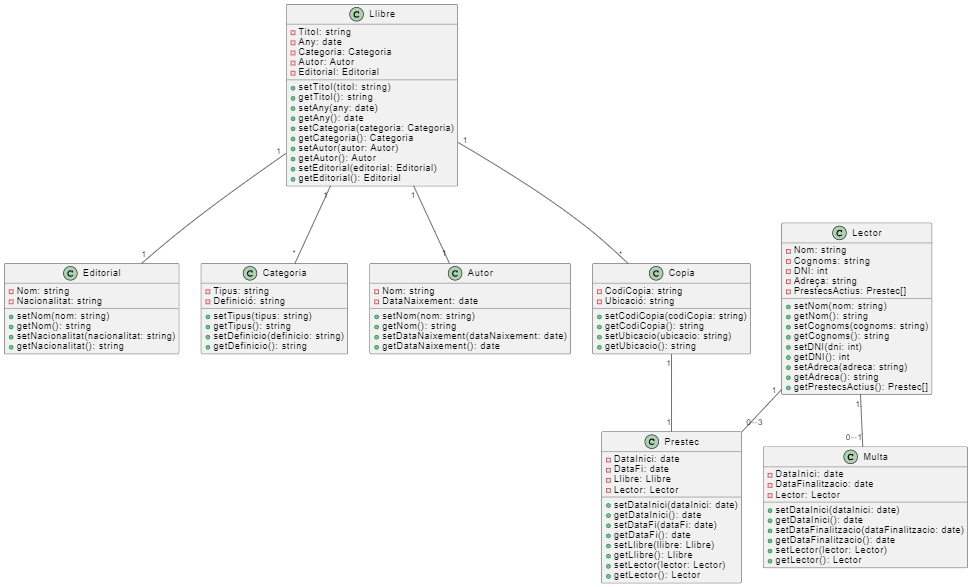 C Llibre
Titol: string
Any: date
Categoria: Categoria
Autor: Autor
Editorial: Editorial
setTitol(titol: string)
getTitol(): string
setAny(any: date)
getAny(): date
setCategoria(categoria: Categoria)
getCategoria(): Categoria
setAutor(autor: Autor)
getAutor(): Autor
setEditorial(editorial: Editorial)
getEditorial(): Editorial
1
1
1
1
1
*
1
*
C Editorial
Nom: string
Nacionalitat: string
setNom(nom: string)
getNom(): string
setNacionalitat(nacionalitat: string)
getNacionalitat(): string
C Categoria
Tipus: string
Definició: string
setTipus(tipus: string)
getTipus(): string
setDefinicio(definicio: string)
getDefinicio(): string
C Autor
Nom: string
DataNaixement: date
setNom(nom: string)
getNom(): string
setDataNaixement(dataNaixement: date)
getDataNaixement(): date
C Copia
CodiCopia: string
Ubicació: string
setCodiCopia(codiCopia: string)
getCodiCopia(): string
setUbicacio(ubicacio: string)
getUbicacio(): string
C Lector
Nom: string
Cognoms: string
DNI: int
Adreça: string
PrestecsActius: Prestec[]
setNom(nom: string)
getNom(): string
setCognoms(cognoms: string)
getCognoms(): string
setDNI(dni: int)
getDNI(): int
setAdreca(adreca: string)
getAdreca(): string
getPrestecsActius(): Prestec[]
1
1
1
0--3
1
0--1
C Prestec
DataInici: date
DataFi: date
Llibre: Llibre
Lector: Lector
setDataInici(dataInici: date)
getDataInici(): date
setDataFi(dataFi: date)
getDataFi(): date
setLlibre(llibre: Llibre)
getLlibre(): Llibre
setLector(lector: Lector)
getLector(): Lector
C Multa
DataInici: date
DataFinalitzacio: date
Lector: Lector
setDataInici(dataInici: date)
getDataInici(): date
setDataFinalitzacio(dataFinalitzacio: date)
getDataFinalitzacio(): date
setLector(lector: Lector)
getLector(): Lector